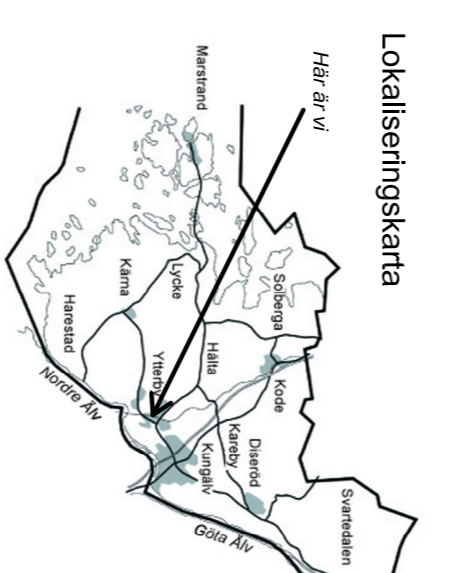 Lokaliseringskarta
Här är vi
Marstrand
Solberga
Lycke
Kärna
Harestad
Hålta
Ytterby
Kode
Nordre Älv
Kareby
Diseröd
Kungälv
Svartedalen
Göta Älv